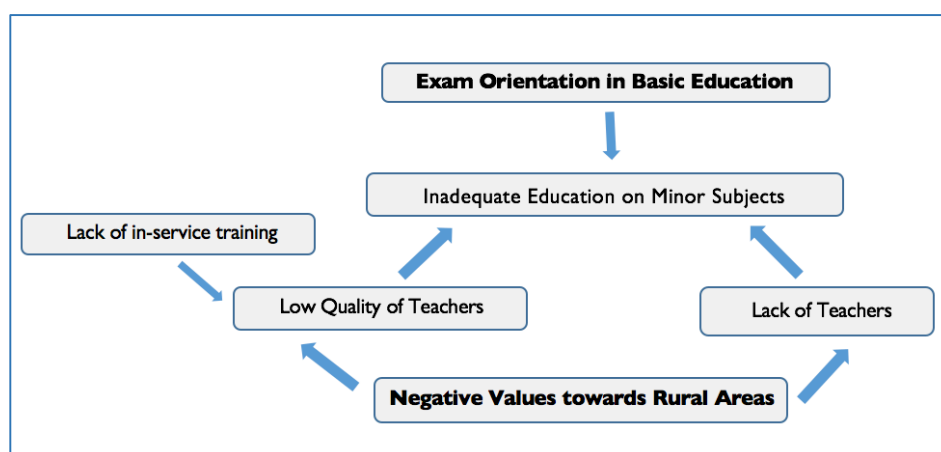 Exam Orientation in Basic Education
Inadequate Education on Minor Subjects
Lack of in-service training
Low Quality of Teachers
Lack of Teachers
Negative Values towards Rural Areas